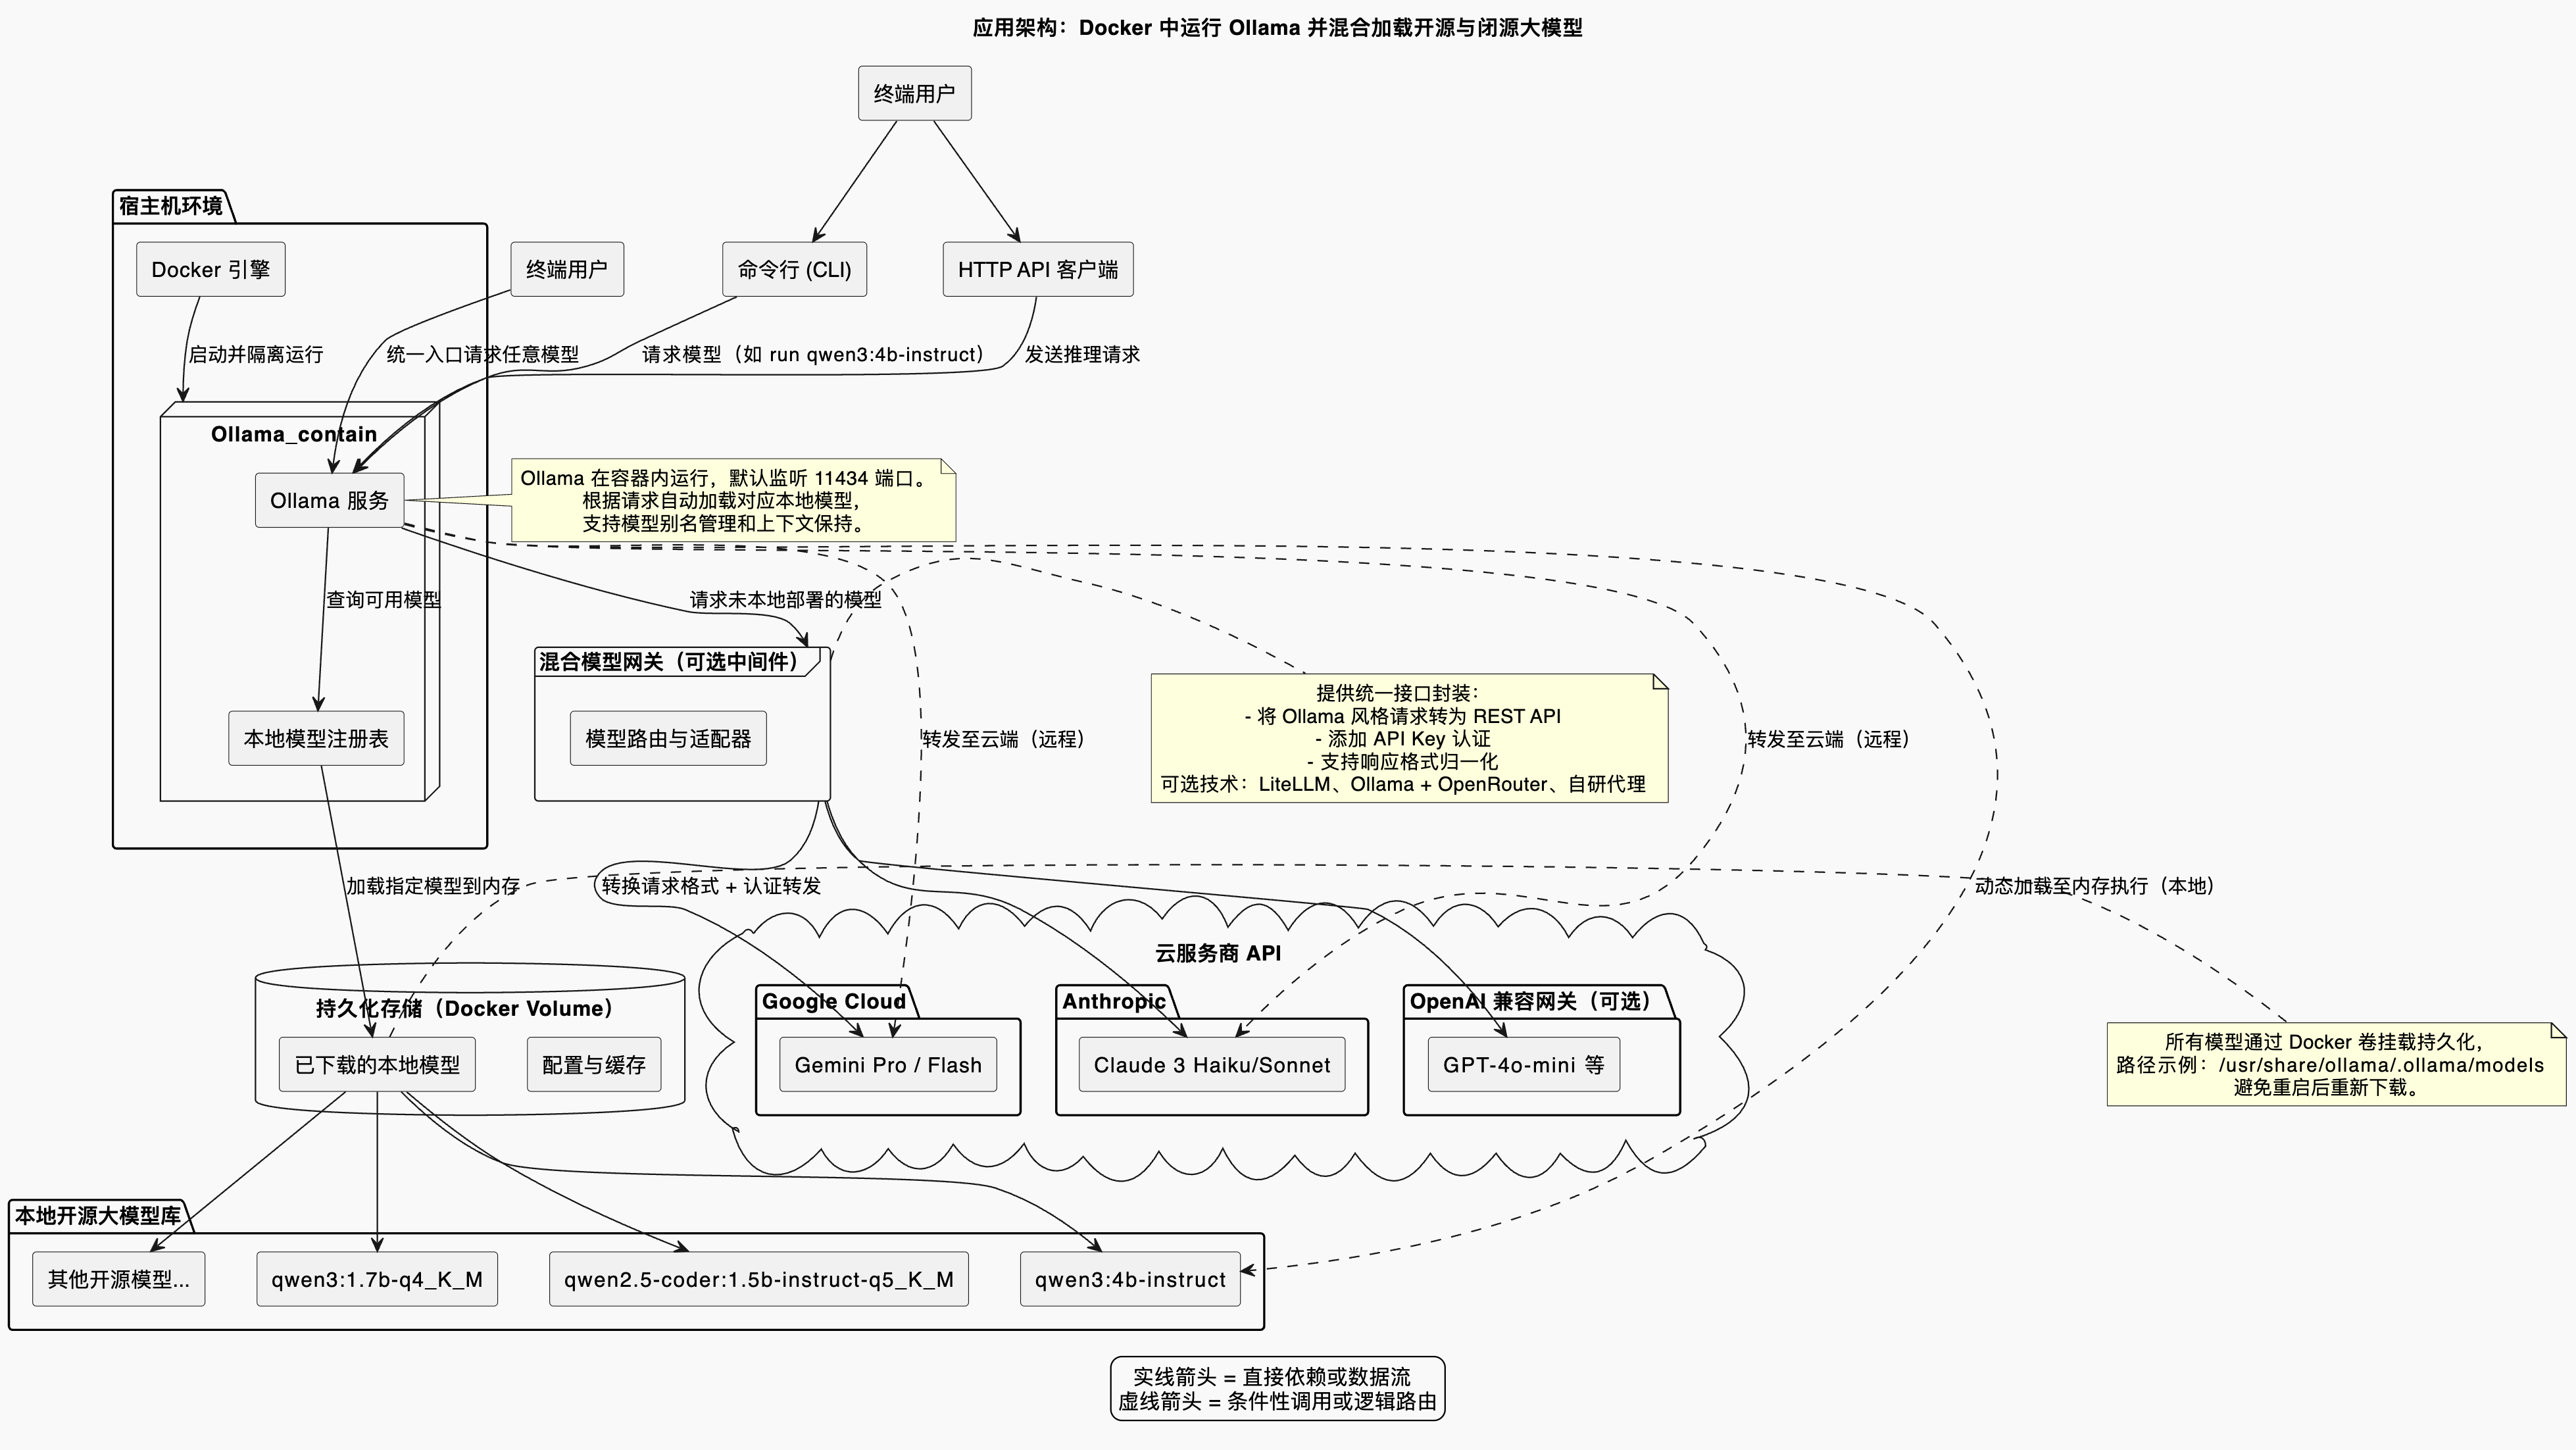 应用架构：Docker 中运行 Ollama 并混合加载开源与闭源大模型
终端用户
宿主机环境
Docker 引擎
终端用户
命令行 (CLI)
HTTP API 客户端
启动并隔离运行
统一入口请求任意模型
请求模型（如 run qwen3:4b-instruct）
发送推理请求
Ollama_contain
Ollama 服务
Ollama 在容器内运行，默认监听 11434 端口。
根据请求自动加载对应本地模型，
支持模型别名管理和上下文保持。
查询可用模型
请求未本地部署的模型
混合模型网关（可选中间件）
模型路由与适配器
本地模型注册表
转发至云端（远程）
提供统一接口封装：
- 将 Ollama 风格请求转为 REST API
- 添加 API Key 认证
- 支持响应格式归一化
可选技术：LiteLLM、Ollama + OpenRouter、自研代理
转发至云端（远程）
加载指定模型到内存
转换请求格式 + 认证转发
动态加载至内存执行（本地）
云服务商 API
持久化存储（Docker Volume）
已下载的本地模型
配置与缓存
Google Cloud
Gemini Pro / Flash
Anthropic
Claude 3 Haiku/Sonnet
OpenAI 兼容网关（可选）
GPT-4o-mini 等
所有模型通过 Docker 卷挂载持久化，
路径示例：/usr/share/ollama/.ollama/models
避免重启后重新下载。
本地开源大模型库
其他开源模型...
qwen3:1.7b-q4_K_M
qwen2.5-coder:1.5b-instruct-q5_K_M
qwen3:4b-instruct
实线箭头 = 直接依赖或数据流
虚线箭头 = 条件性调用或逻辑路由